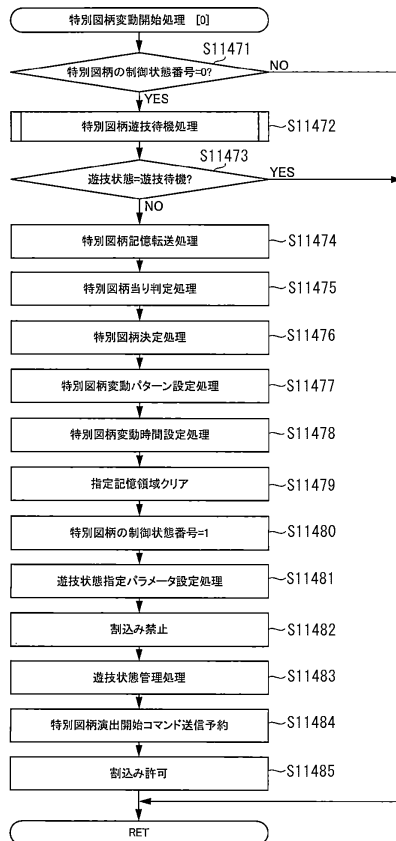 特別図柄変動開始処理 [0]
S11471
特別図柄の制御状態番号=0?
NO
YES
特別図柄遊技待機処理
S11472
S11473
遊技状態=遊技待機?
YES
NO
特別図柄記憶転送処理
S11474
特別図柄当り判定処理
S11475
特別図柄決定処理
S11476
特別図柄変動パターン設定処理
S11477
特別図柄変動時間設定処理
S11478
指定記憶領域クリア
S11479
特別図柄の制御状態番号=1
S11480
遊技状態指定パラメータ設定処理
S11481
割込み禁止
S11482
遊技状態管理処理
S11483
特別図柄演出開始コマンド送信予約
S11484
割込み許可
S11485
RET